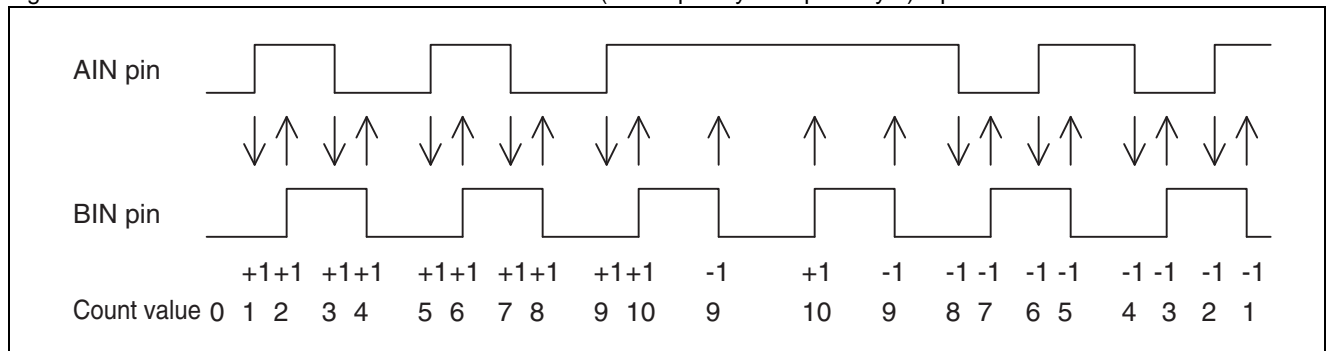 AIN pin
BIN pin
+1 +1 +1 +1 +1 +1 +1 +1 +1 +1 -1 +1 -1 -1 -1 -1 -1 -1 -1 -1 -1
Count value 0 1 2 3 4 5 6 7 8 9 10 9 10 9 8 7 6 5 4 3 2 1